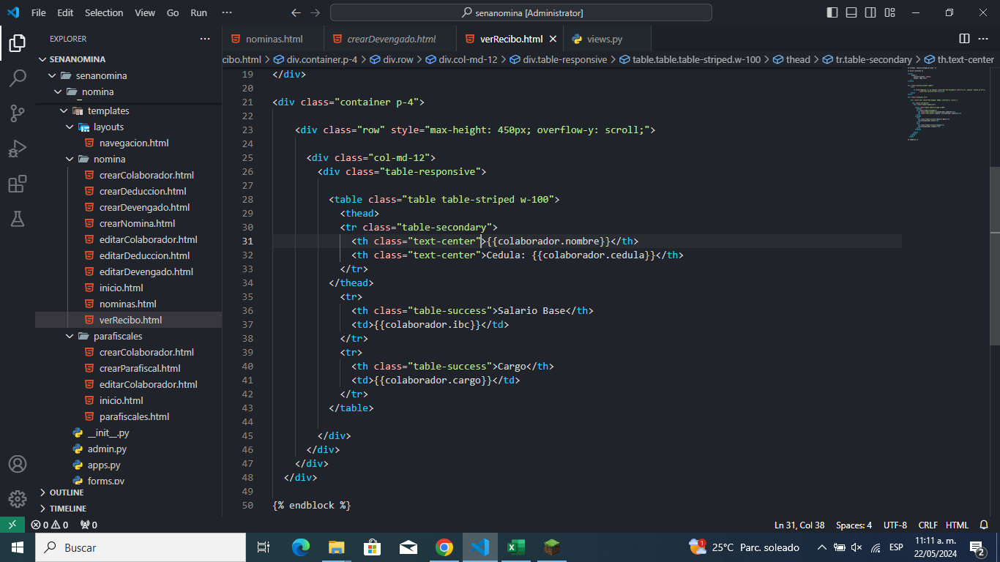 File Edit Selection View Go Run ··· senanomina [Administrator]
EXPLORER ···
SENANOMINA
senanomina
nomina
templates
layouts
navegacion.html
nomina
crearColaborador.html
crearDeduccion.html
crearDevengado.html
crearNomina.html
editarColaborador.html
editarDeduccion.html
editarDevengado.html
inicio.html
nominas.html
verRecibo.html
parafiscales
crearColaborador.html
crearParafiscal.html
editarColaborador.html
inicio.html
parafiscales.html
__init__.py
admin.py
apps.py
forms.py
OUTLINE
TIMELINE
nominas.html crearDevengado.html verRecibo.html views.py ···
cibo.html > div.container.p-4 > div.row > div.col-md-12 > div.table-responsive > table.table.table-striped.w-100 > thead > tr.table-secondary > th.text-center
19 </div>
20
21 <div class="container p-4">
22
23 <div class="row" style="max-height: 450px; overflow-y: scroll;">
24
25 <div class="col-md-12">
26 <div class="table-responsive">
27
28 <table class="table table-striped w-100">
29 <thead>
30 <tr class="table-secondary">
31 <th class="text-center">{{colaborador.nombre}}</th>
32 <th class="text-center">Cedula: {{colaborador.cedula}}</th>
33 </tr>
34 </thead>
35 <tr>
36 <th class="table-success">Salario Base</th>
37 <td>{{colaborador.ibc}}</td>
38 </tr>
39 <tr>
40 <th class="table-success">Cargo</th>
41 <td>{{colaborador.cargo}}</td>
42 </tr>
43 </table>
44
45 </div>
46 </div>
47 </div>
48 </div>
49
50 {% endblock %}
0 0 0 Ln 31, Col 38 Spaces: 4 UTF-8 CRLF HTML
Buscar 25°C Parc. soleado ESP 11:11 a. m.
22/05/2024 2